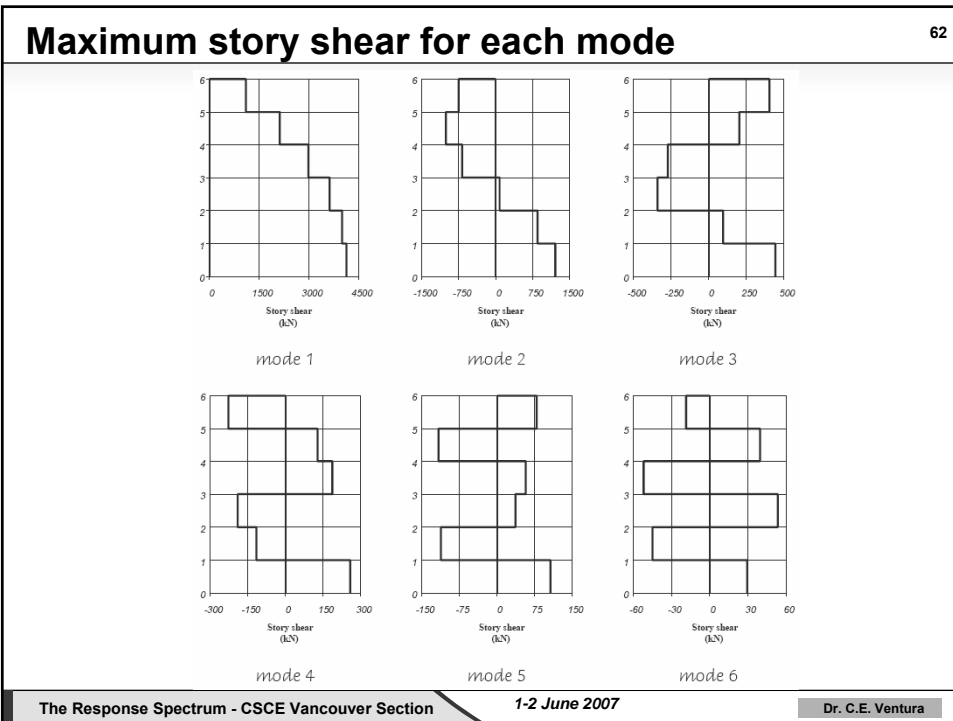 Maximum story shear for each mode
62
6
5
4
3
2
1
0
0 1500 3000 4500
Story shear
(kN)
mode 1
6
5
4
3
2
1
0
-1500 -750 0 750 1500
Story shear
(kN)
mode 2
6
5
4
3
2
1
0
-500 -250 0 250 500
Story shear
(kN)
mode 3
6
5
4
3
2
1
0
-300 -150 0 150 300
Story shear
(kN)
mode 4
6
5
4
3
2
1
0
-150 -75 0 75 150
Story shear
(kN)
mode 5
6
5
4
3
2
1
0
-60 -30 0 30 60
Story shear
(kN)
mode 6
The Response Spectrum - CSCE Vancouver Section
1-2 June 2007
Dr. C.E. Ventura